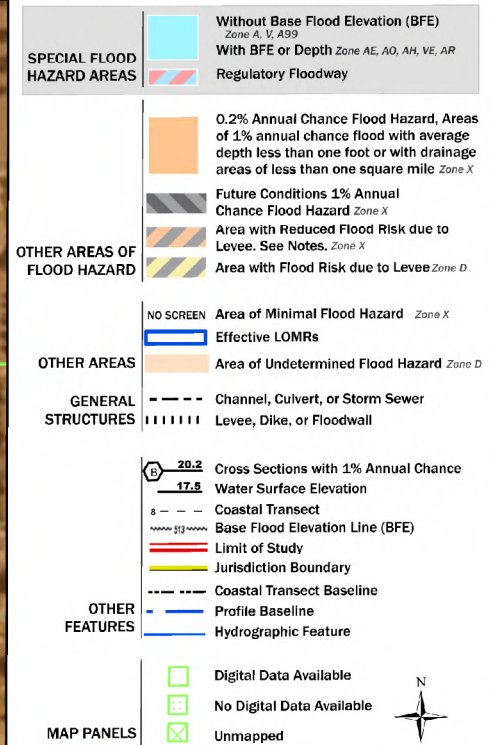 SPECIAL FLOOD
HAZARD AREAS
Without Base Flood Elevation (BFE)
Zone A, V, A99
With BFE or Depth Zone AE, AO, AH, VE, AR
Regulatory Floodway
OTHER AREAS OF
FLOOD HAZARD
0.2% Annual Chance Flood Hazard, Areas
of 1% annual chance flood with average
depth less than one foot or with drainage
areas of less than one square mile Zone X
Future Conditions 1% Annual
Chance Flood Hazard Zone X
Area with Reduced Flood Risk due to
Levee. See Notes. Zone X
Area with Flood Risk due to Levee Zone D
OTHER AREAS
NO SCREEN Area of Minimal Flood Hazard Zone X
Effective LOMRs
Area of Undetermined Flood Hazard Zone D
GENERAL
STRUCTURES
Channel, Culvert, or Storm Sewer
Levee, Dike, or Floodwall
OTHER
FEATURES
B 20.2 Cross Sections with 1% Annual Chance
17.5 Water Surface Elevation
8 Coastal Transect
513 Base Flood Elevation Line (BFE)
Limit of Study
Jurisdiction Boundary
Coastal Transect Baseline
Profile Baseline
Hydrographic Feature
MAP PANELS
Digital Data Available
No Digital Data Available
Unmapped
N